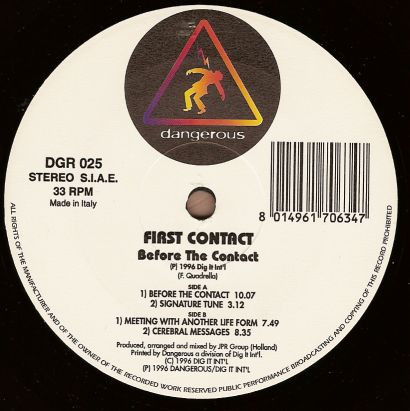 dangerous
DGR 025
STEREO S.I.A.E.
33 RPM
Made in Italy
8 014961 706347
FIRST CONTACT
Before The Contact
(P) 1996 Dig It Int'l
(F. Quadrella)
SIDE A
1) BEFORE THE CONTACT 10.07
2) SIGNATURE TUNE 3.12
SIDE B
1) MEETING WITH ANOTHER LIFE FORM 7.49
2) CEREBRAL MESSAGES 8.35
Produced, arranged and mixed by JPR Group (Holland)
Printed by Dangerous a division of Dig It Int'l.
(C) 1996 DIG IT INT'L
(P) 1996 DANGEROUS/DIG IT INT'L.
ALL RIGHTS OF THE MANUFACTURER AND OF THE OWNER OF THE RECORDED WORK RESERVED PUBLIC PERFORMANCE BROADCASTING AND COPYING OF THIS RECORD PROHIBITED